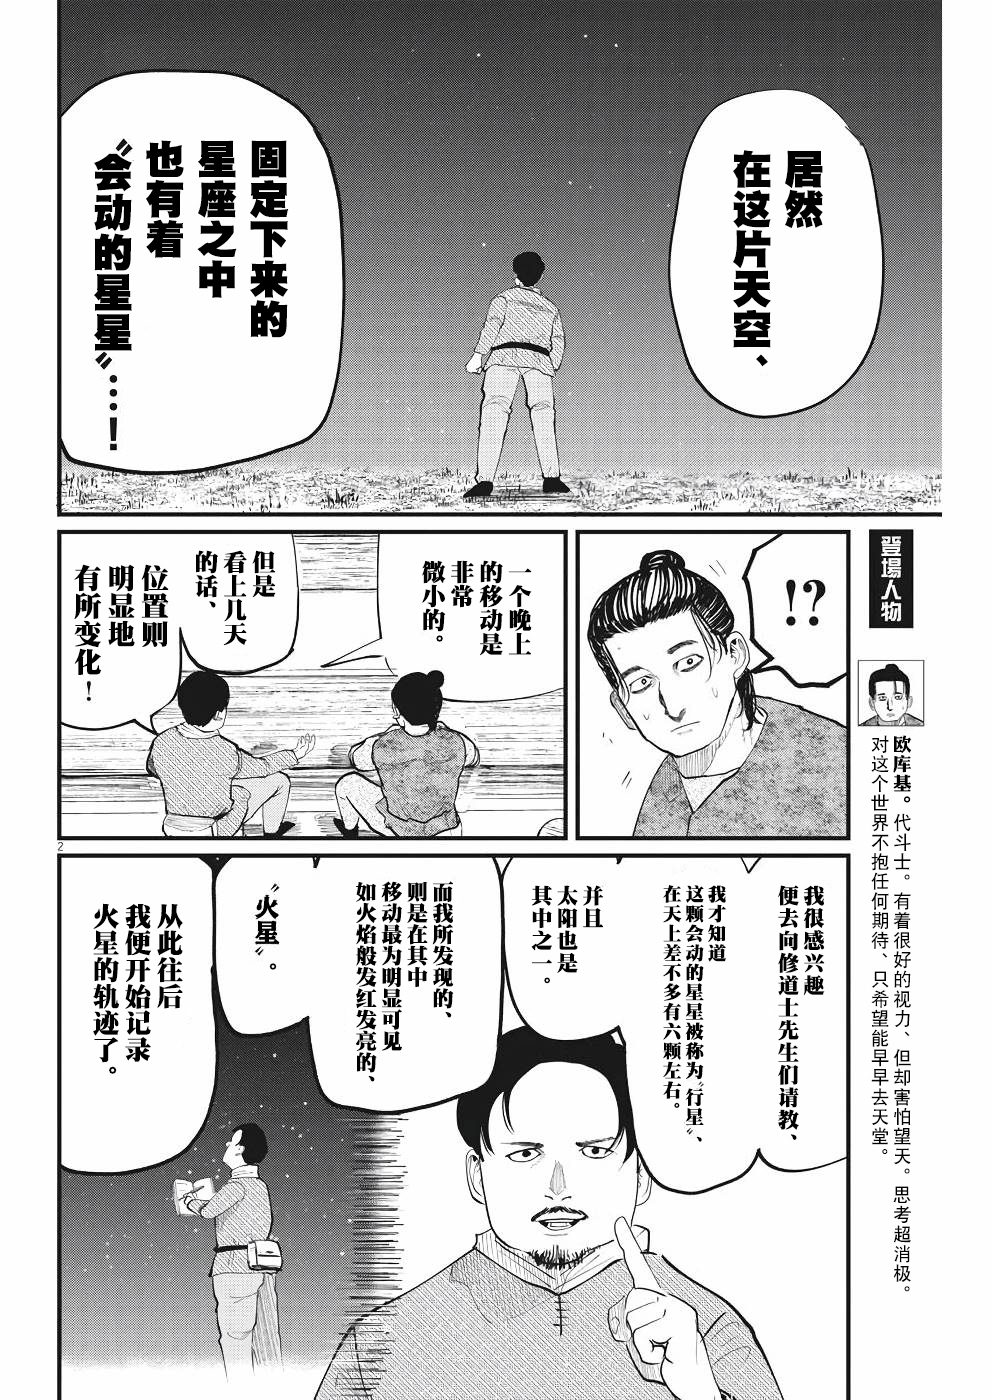 居然
在这片天空、
固定下来的
星座之中
也有着
“会动的星星”…！
登場人物
欧库基。代斗士。有着很好的视力、但却害怕望天。思考超消极。
对这个世界不抱任何期待、只希望能早早去天堂。
!?
一个晚上
的移动是
非常
微小的。
但是
看上几天
的话、
位置则
明显地
有所变化！
2
我很感兴趣
便去向修道士先生们请教、
我才知道
这颗会动的星星被称为“行星”、
在天上差不多有六颗左右。
并且
太阳也是
其中之一。
而我所发现的、
则是在其中
移动最为明显可见
如火焰般发红发亮的、
“火星”。
从此往后
我便开始记录
火星的轨迹了。